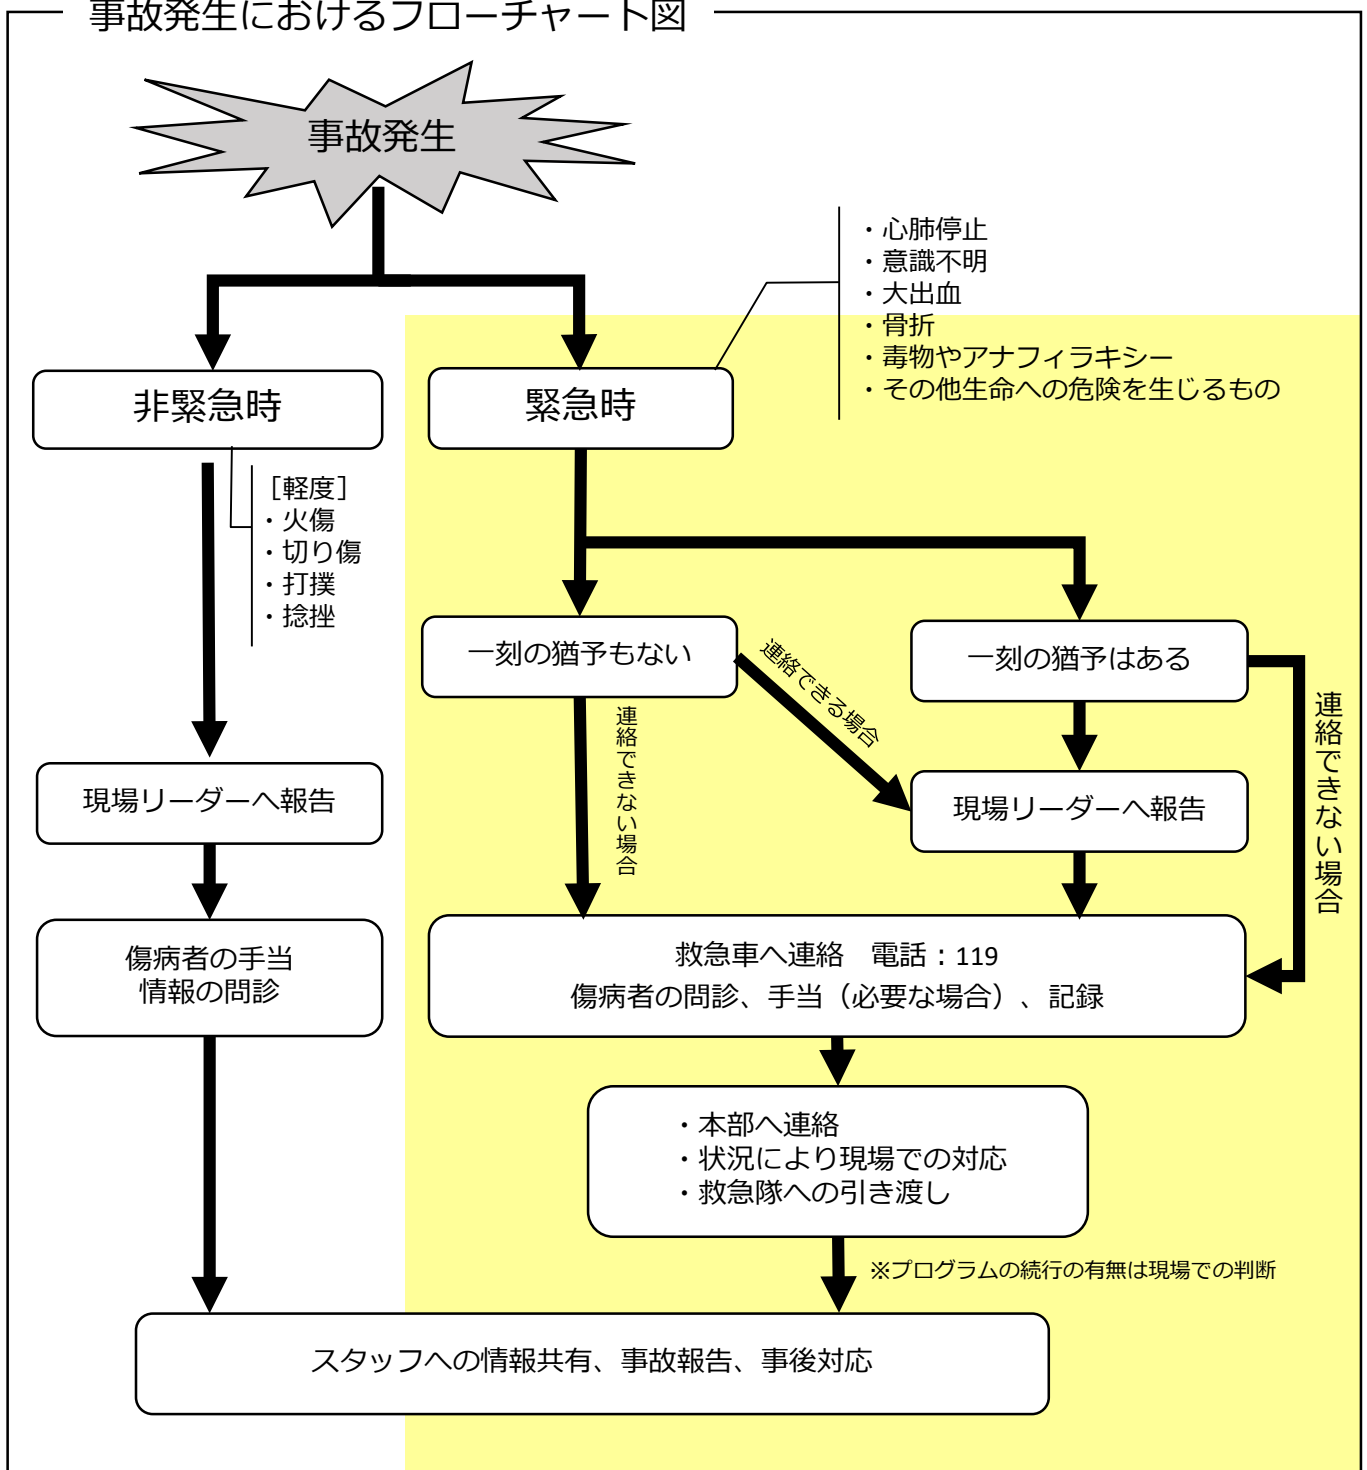 事故発生におけるフローチャート図
事故発生
・心肺停止
・意識不明
・大出血
・骨折
・毒物やアナフィラキシー
・その他生命への危険を生じるもの
非緊急時
緊急時
［軽度］
・火傷
・切り傷
・打撲
・捻挫
一刻の猶予もない
一刻の猶予はある
連絡できる場合
連絡できない場合
連絡できない場合
現場リーダーへ報告
現場リーダーへ報告
傷病者の手当
情報の問診
救急車へ連絡　電話：119
傷病者の問診、手当（必要な場合）、記録
・本部へ連絡
・状況により現場での対応
・救急隊への引き渡し
※プログラムの続行の有無は現場での判断
スタッフへの情報共有、事故報告、事後対応